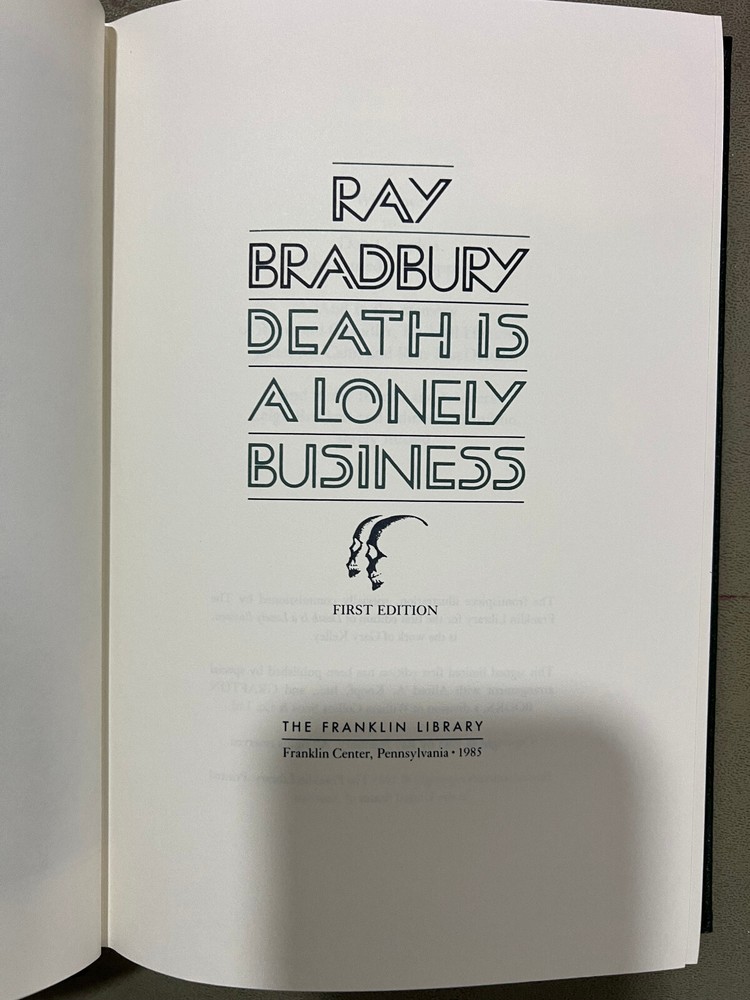 RAY
BRADBURY
DEATH IS
A LONELY
BUSINESS
FIRST EDITION
THE FRANKLIN LIBRARY
Franklin Center, Pennsylvania • 1985